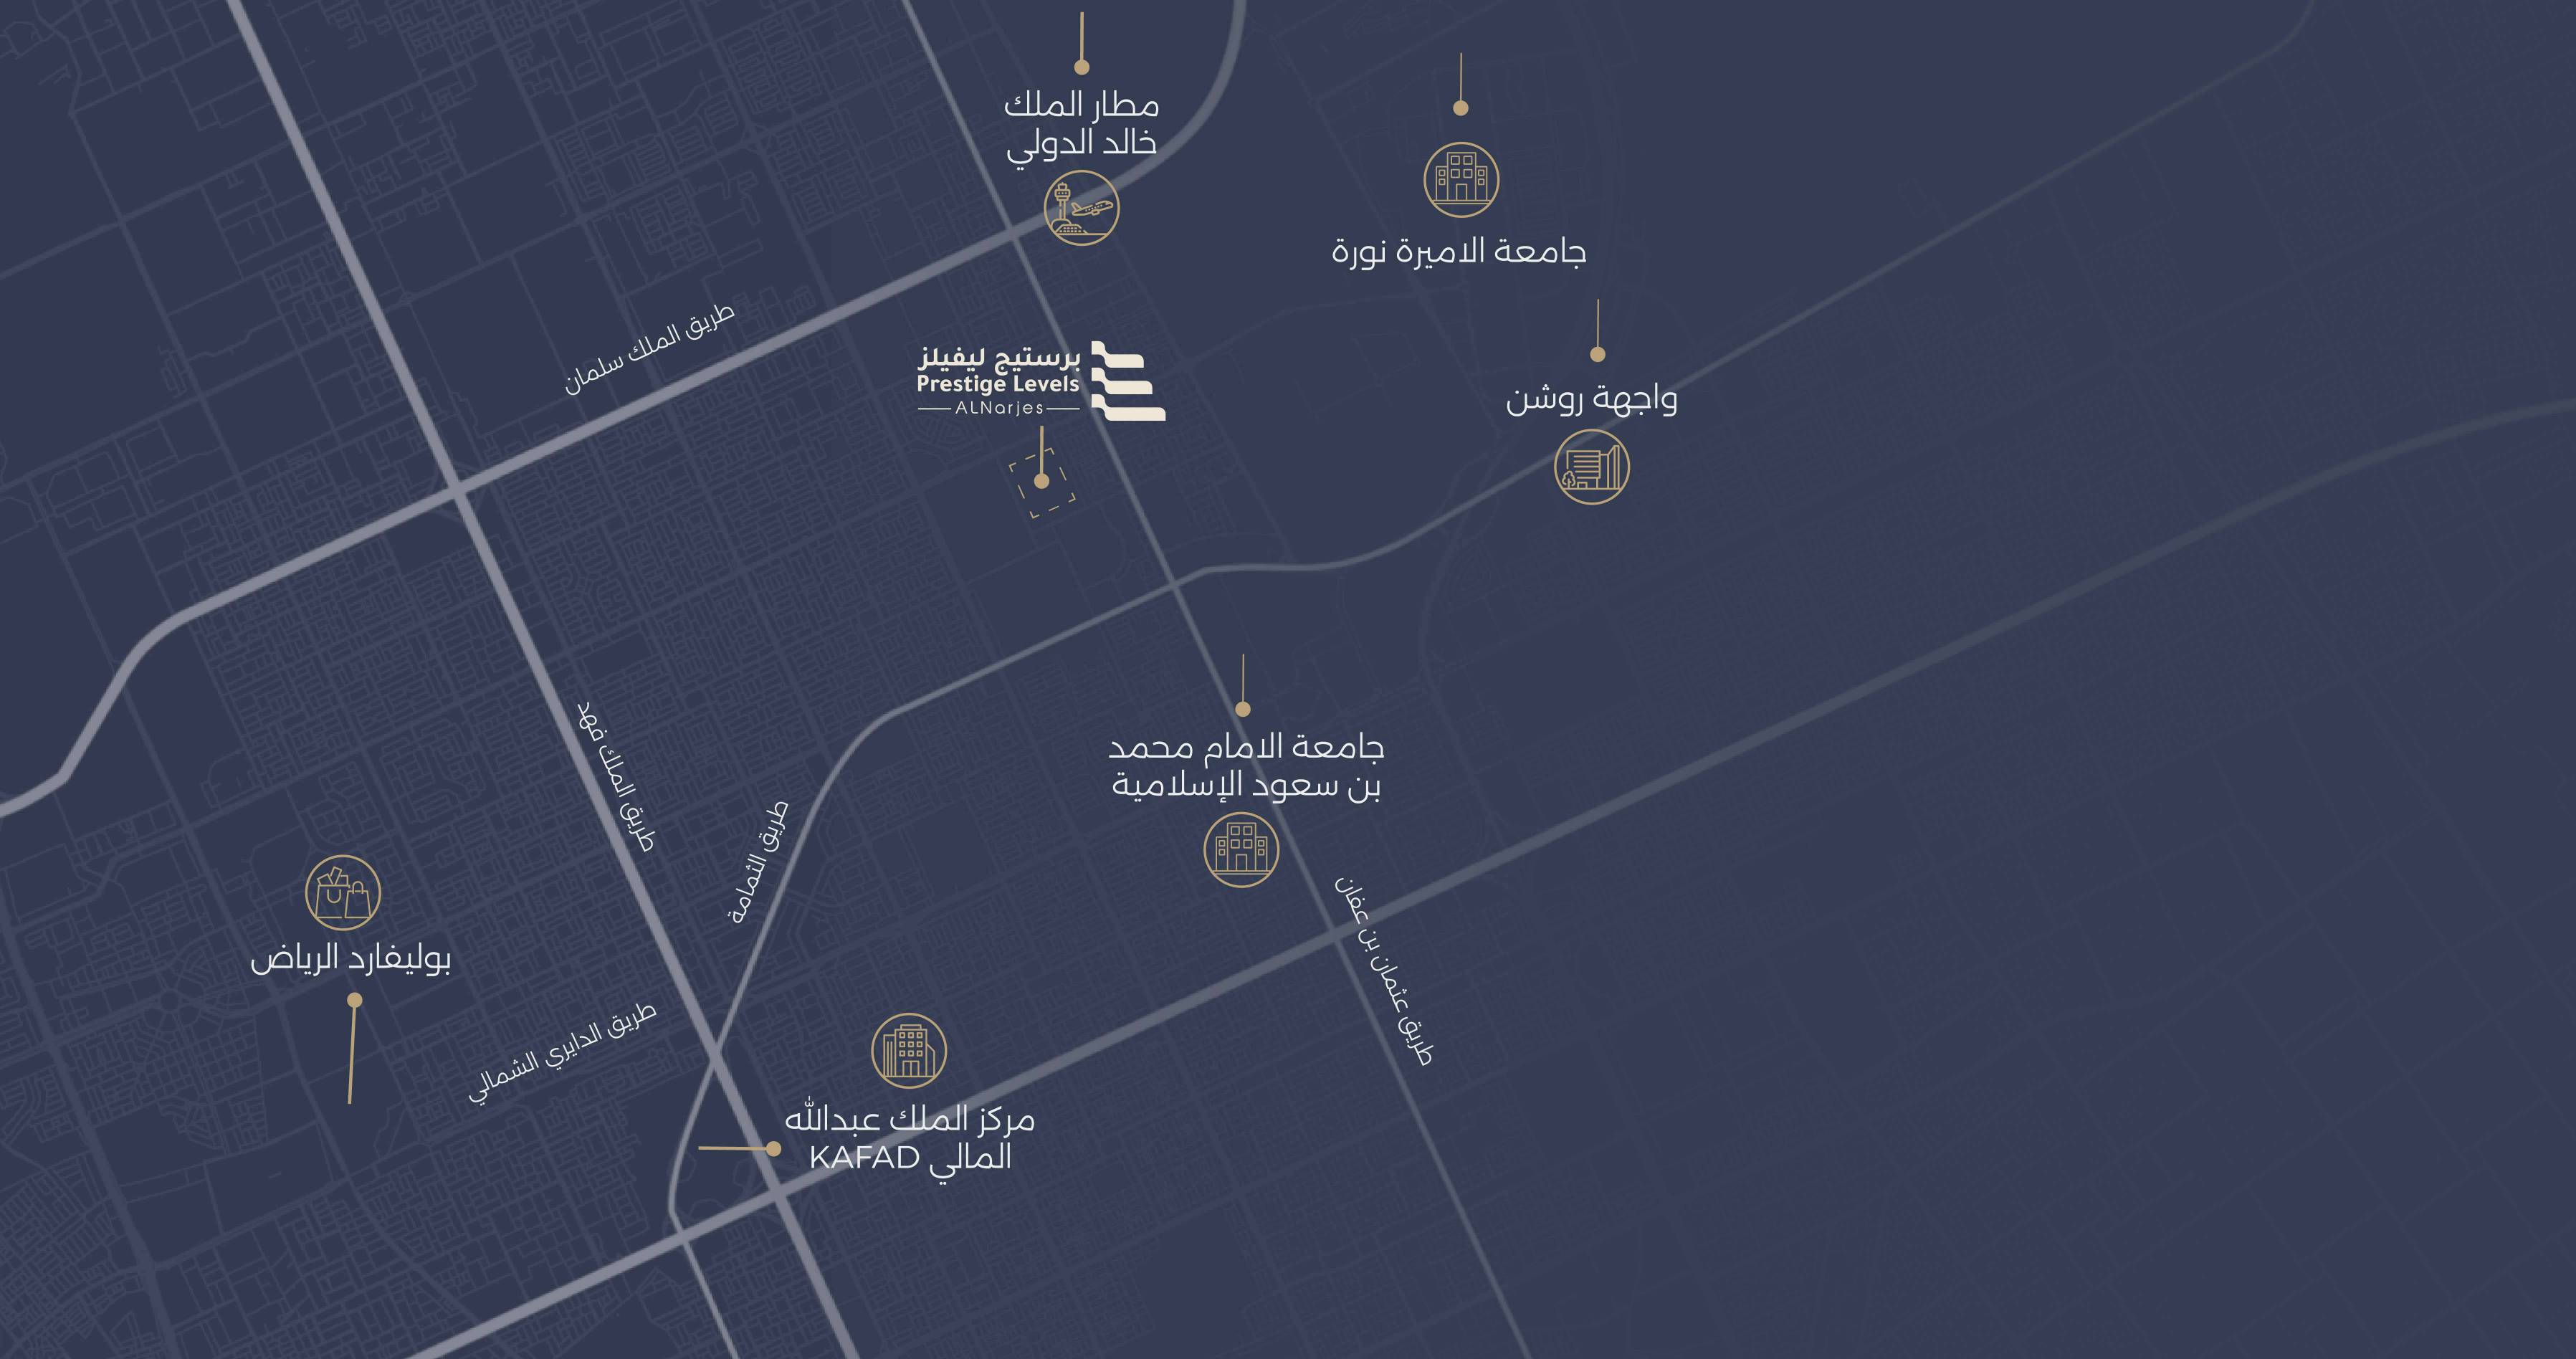 مطار الملك
خالد الدولي
جامعة الاميرة نورة
طريق الملك سلمان
برستيج ليفيلز
Prestige Levels
ALNarjes
واجهة روشن
طريق الملك فهد
جامعة الامام محمد
بن سعود الإسلامية
طريق الثمامة
طريق عثمان بن عفان
بوليفارد الرياض
طريق الدايري الشمالي
مركز الملك عبدالله
المالي KAFAD